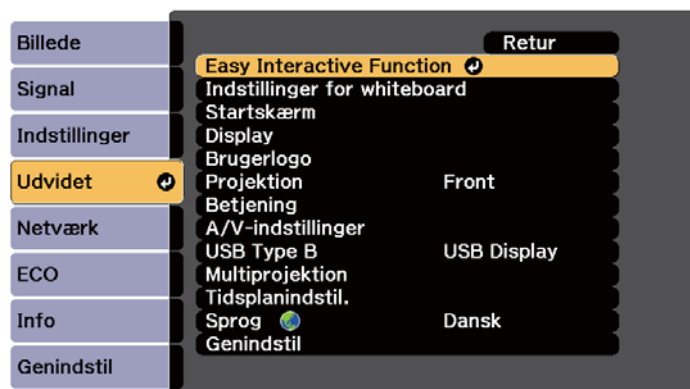 Billede
Signal
Indstillinger
Udvidet
Netværk
ECO
Info
Genindstil
Retur
Easy Interactive Function
Indstillinger for whiteboard
Startskærm
Display
Brugerlogo
Projektion Front
Betjening
A/V-indstillinger
USB Type B USB Display
Multiprojektion
Tidsplanindstil.
Sprog Dansk
Genindstil